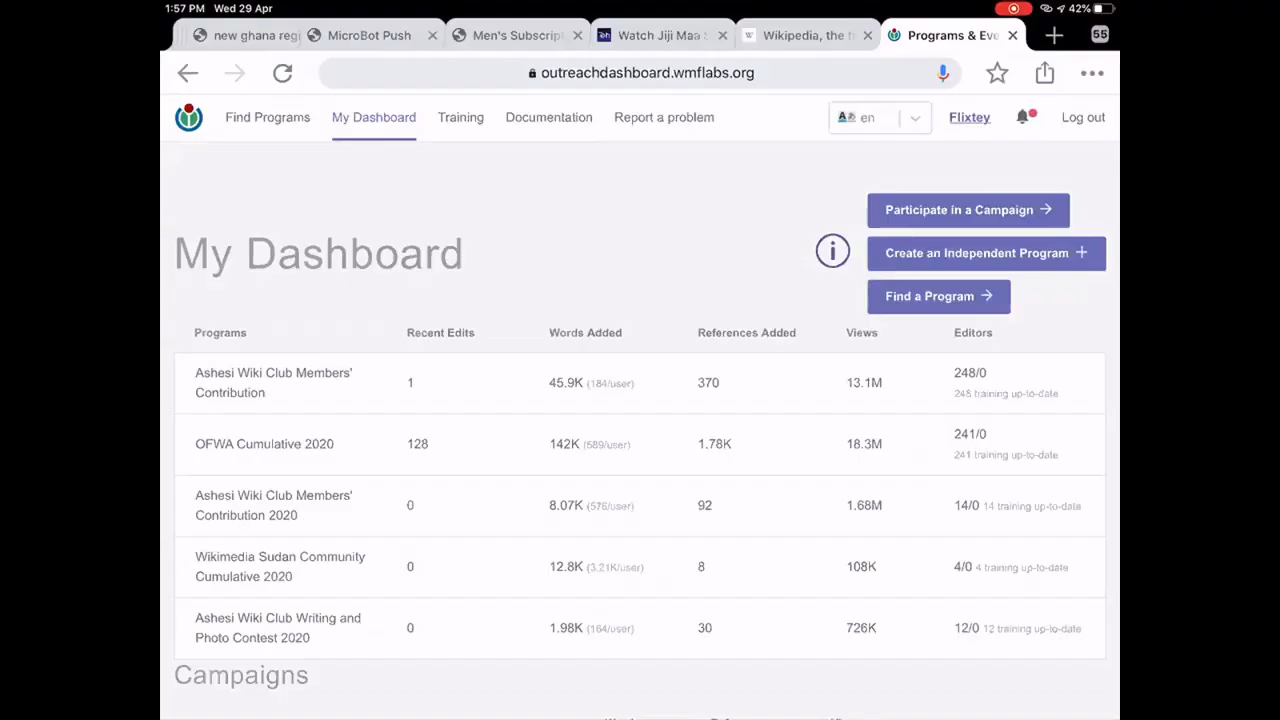 1:57 PM Wed 29 Apr 42%
new ghana regi MicroBot Push Men's Subscript Watch Jiji Maa Wikipedia, the Programs & Eve 55
outreachdashboard.wmflabs.org
Find Programs My Dashboard Training Documentation Report a problem en Flixtey Log out
Participate in a Campaign →
My Dashboard
Create an Independent Program +
Find a Program →
Programs Recent Edits Words Added References Added Views Editors
Ashesi Wiki Club Members' Contribution 1 45.9K (184/user) 370 13.1M 248/0
248 training up-to-date
OFWA Cumulative 2020 128 142K (589/user) 1.78K 18.3M 241/0
241 training up-to-date
Ashesi Wiki Club Members'
Contribution 2020 0 8.07K (576/user) 92 1.68M 14/0 14 training up-to-date
Wikimedia Sudan Community
Cumulative 2020 0 12.8K (3.21K/user) 8 108K 4/0 4 training up-to-date
Ashesi Wiki Club Writing and
Photo Contest 2020 0 1.98K (164/user) 30 726K 12/0 12 training up-to-date
Campaigns